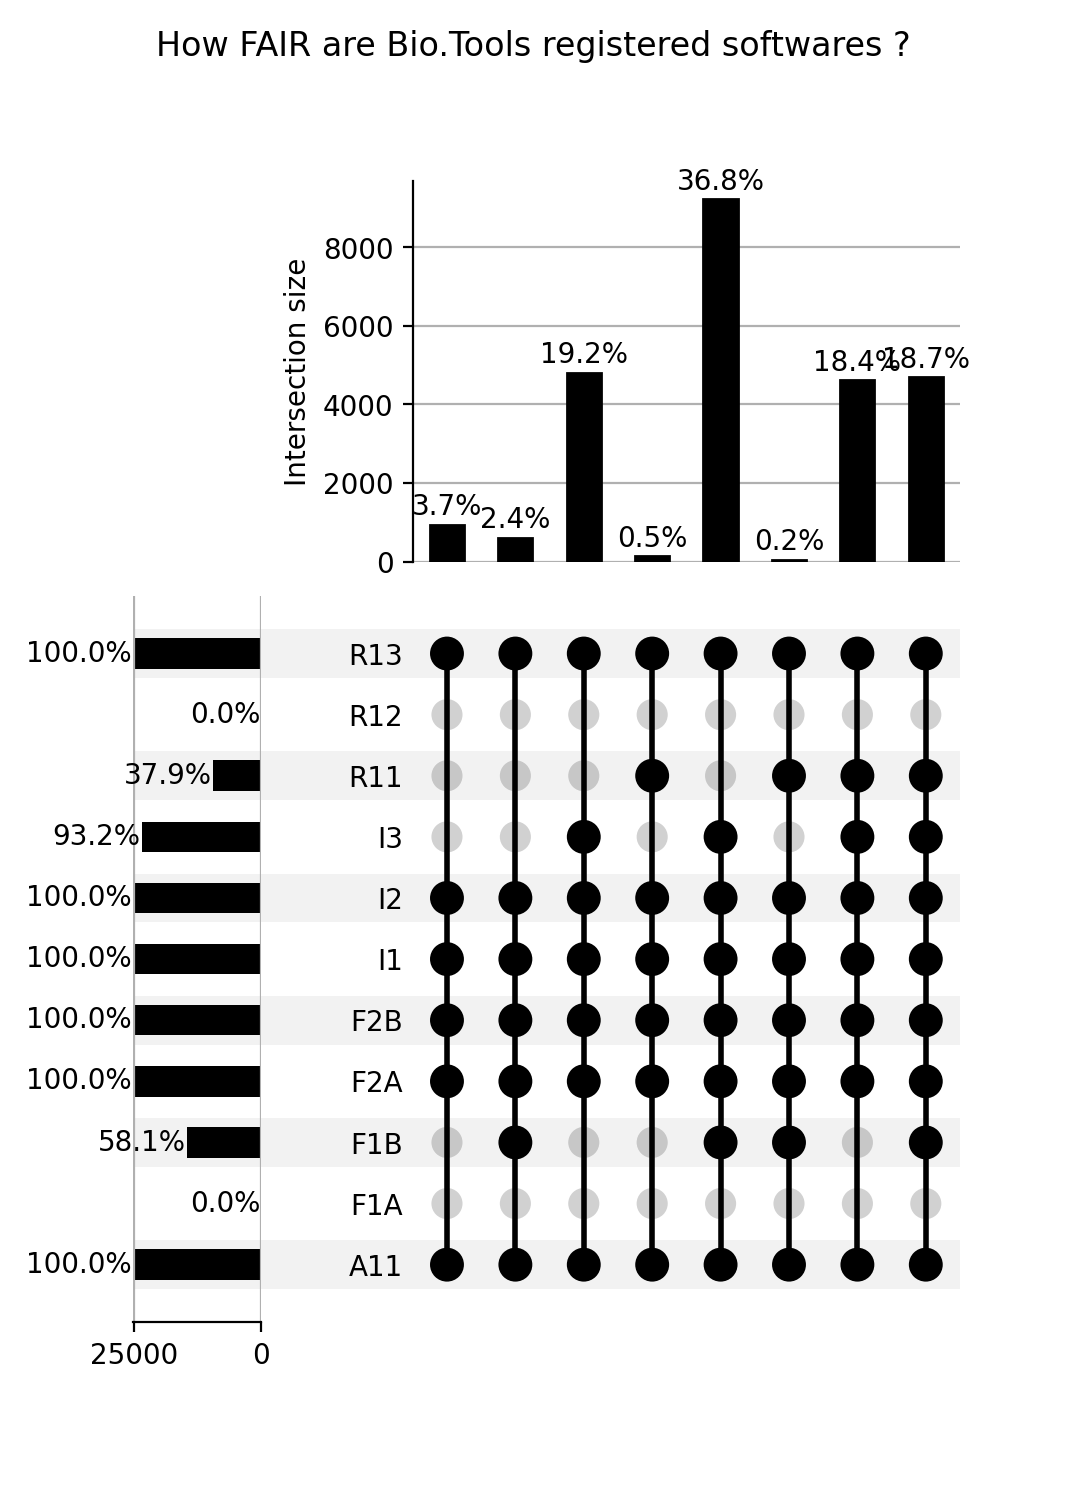 How FAIR are Bio.Tools registered softwares ?
36.8%
8000
6000
19.2%
18.4%
18.7%
4000
2000
3.7%
2.4%
0.5%
0.2%
0
Intersection size
100.0% R13
0.0% R12
37.9% R11
93.2% I3
100.0% I2
100.0% I1
100.0% F2B
100.0% F2A
58.1% F1B
0.0% F1A
100.0% A11
25000 0